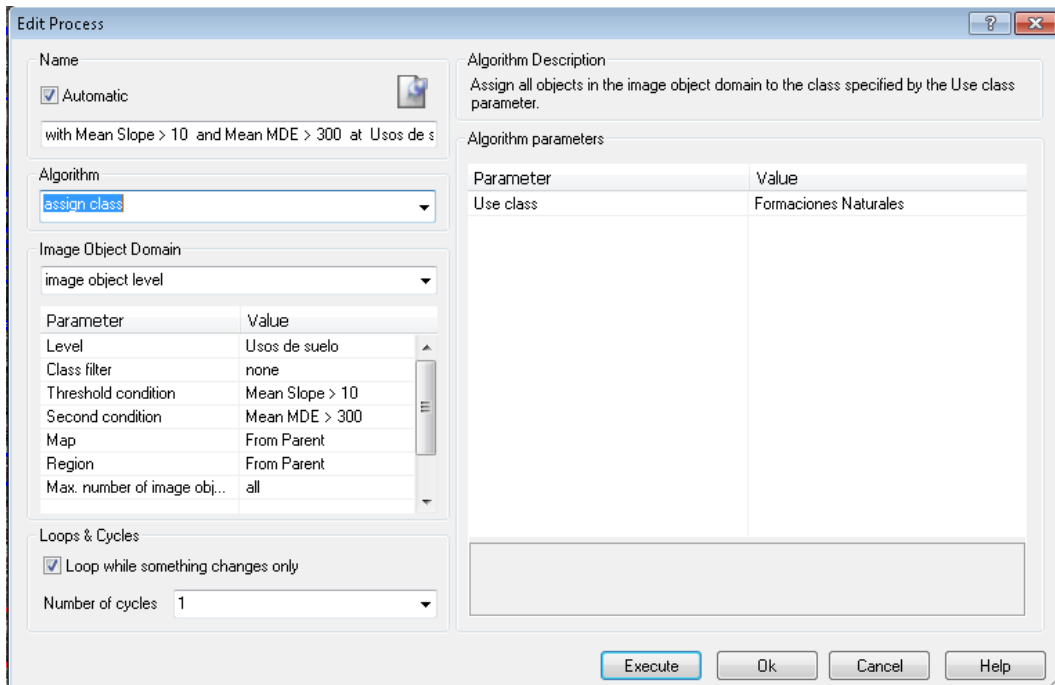 Edit Process
Name
Automatic
with Mean Slope > 10 and Mean MDE > 300 at Usos de s
Algorithm
assign class
Image Object Domain
image object level
Parameter Value
Level Usos de suelo
Class filter none
Threshold condition Mean Slope > 10
Second condition Mean MDE > 300
Map From Parent
Region From Parent
Max. number of image obj... all
Loops & Cycles
Loop while something changes only
Number of cycles 1
Algorithm Description
Assign all objects in the image object domain to the class specified by the Use class
parameter.
Algorithm parameters
Parameter Value
Use class Formaciones Naturales
Execute Ok Cancel Help